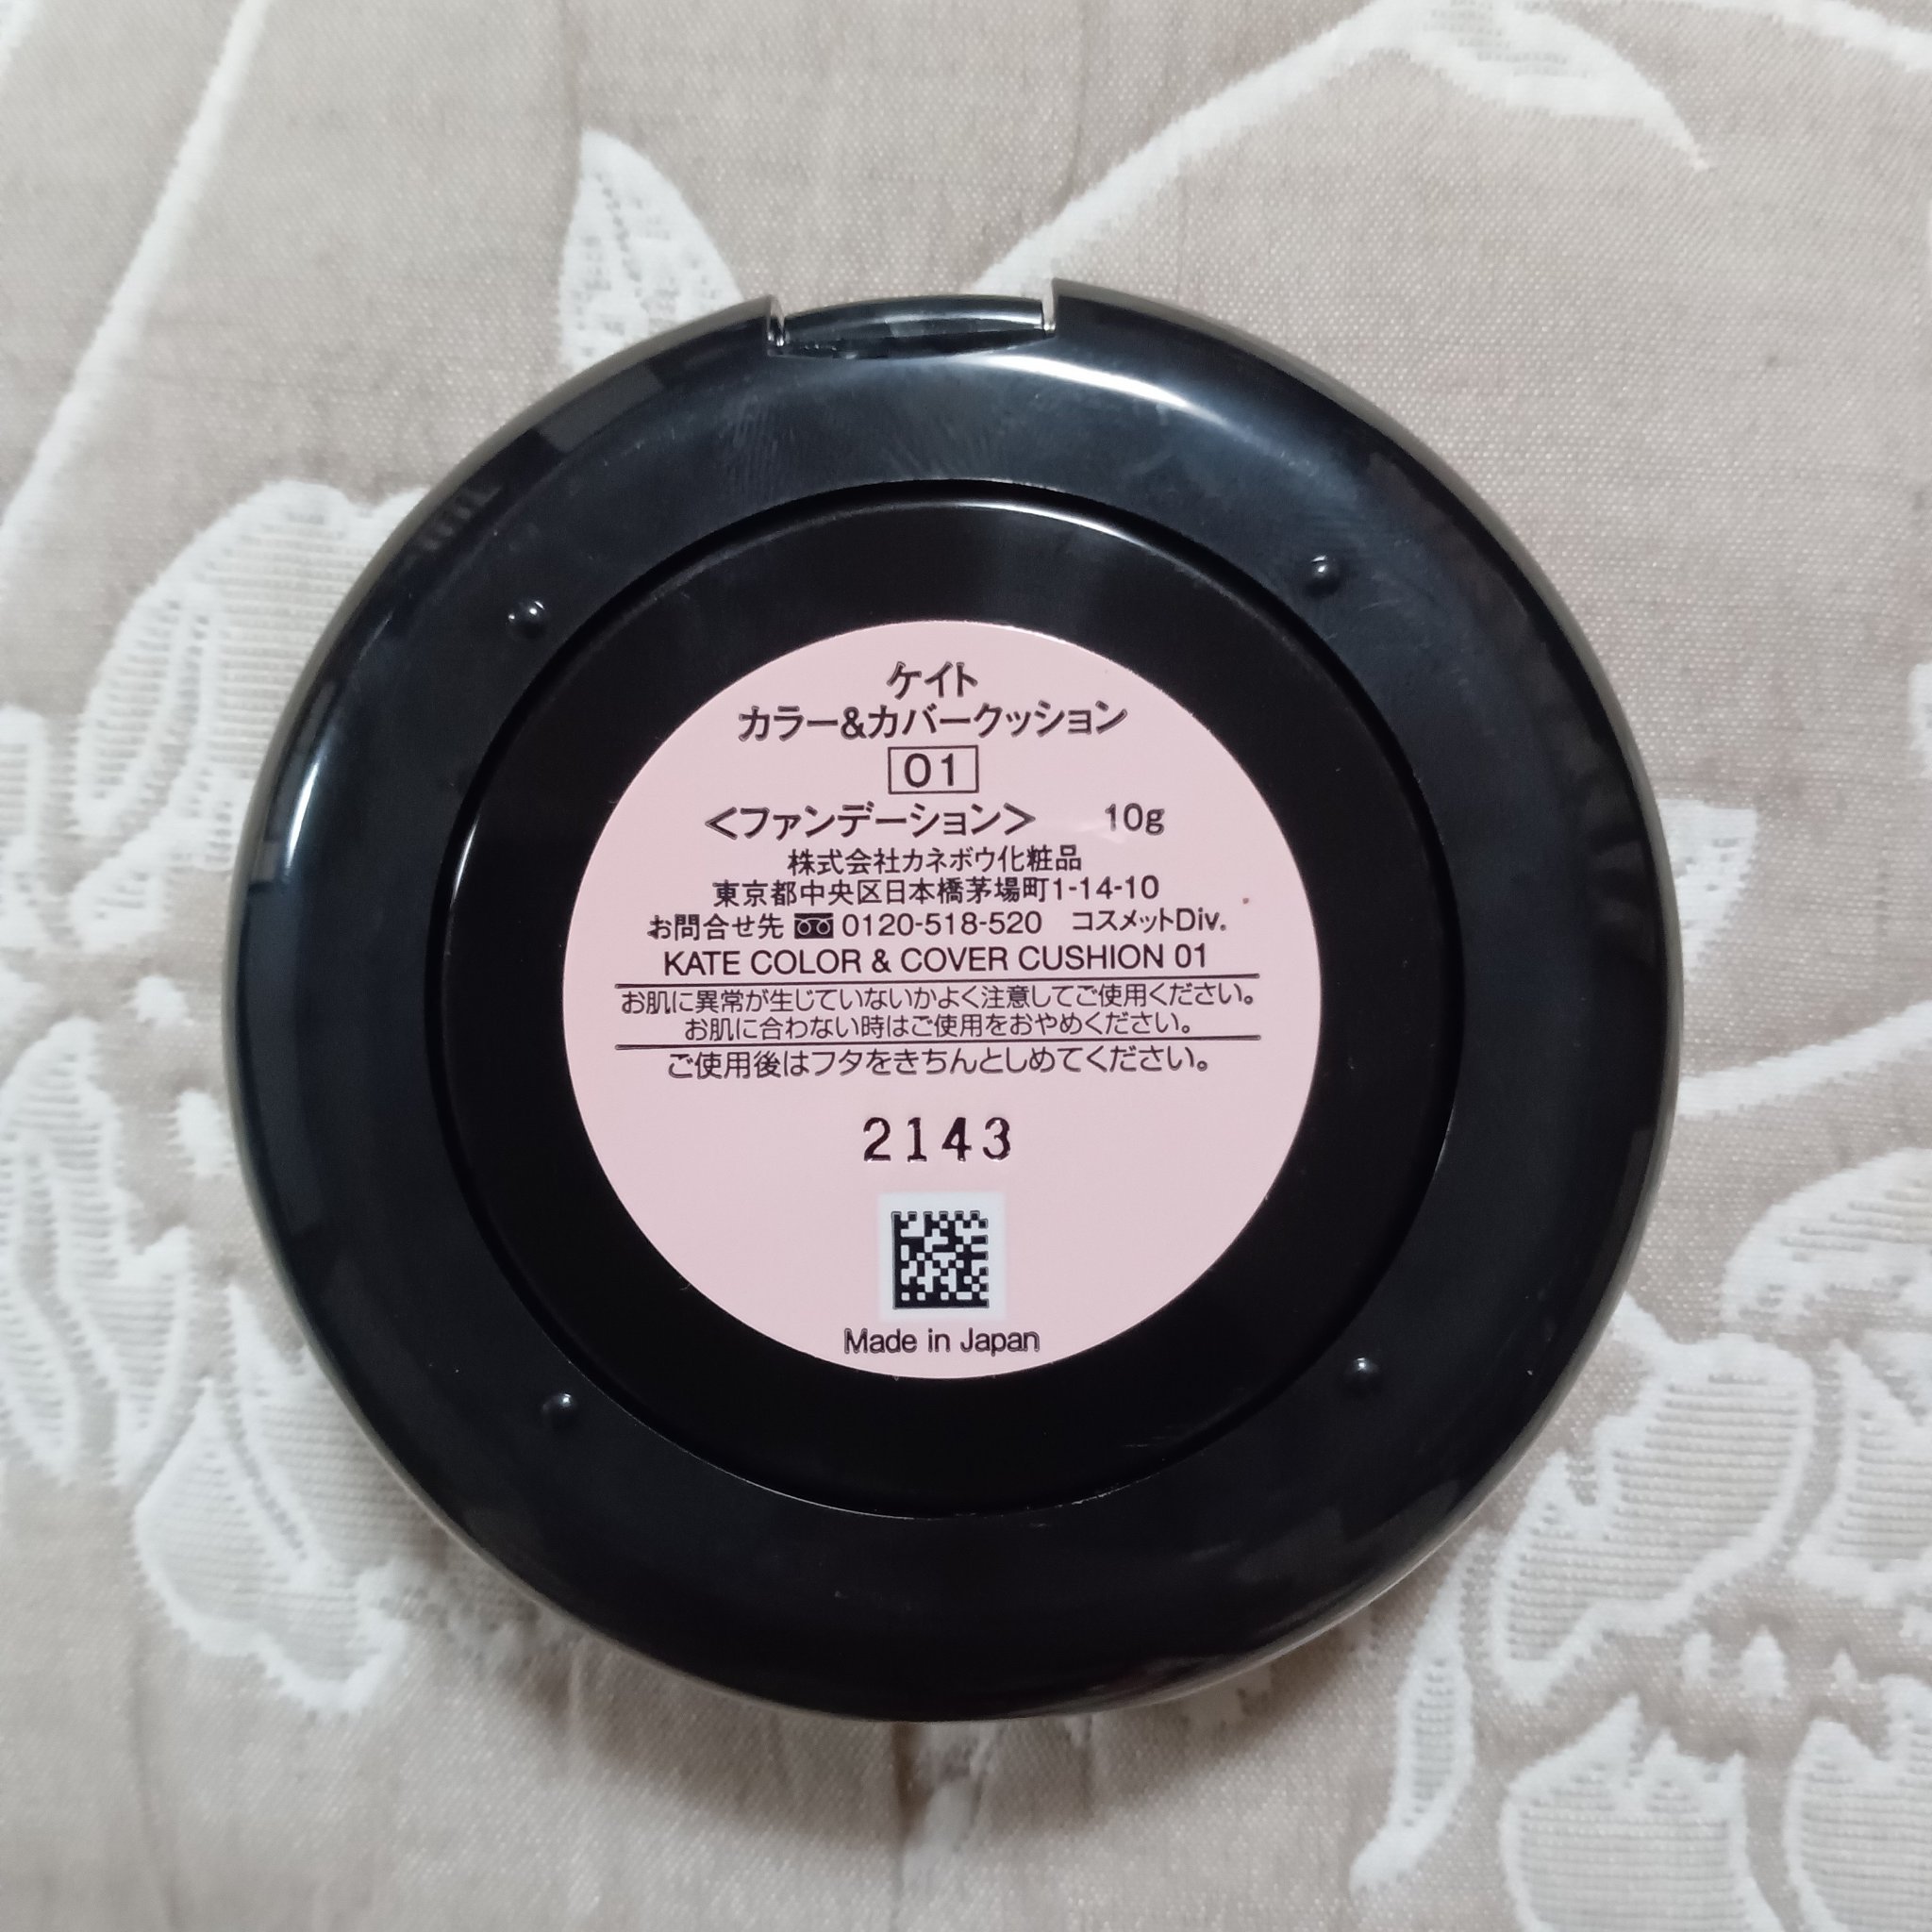 ケイト
カラー&カバークッション
01
<ファンデーション> 10g
株式会社カネボウ化粧品
東京都中央区日本橋茅場町1-14-10
お問合せ先 0120-518-520 コスメットDiv.
KATE COLOR & COVER CUSHION 01
お肌に異常が生じていないかよく注意してご使用ください。
お肌に合わない時はご使用をおやめください。
ご使用後はフタをきちんとしめてください。
2143
Made in Japan